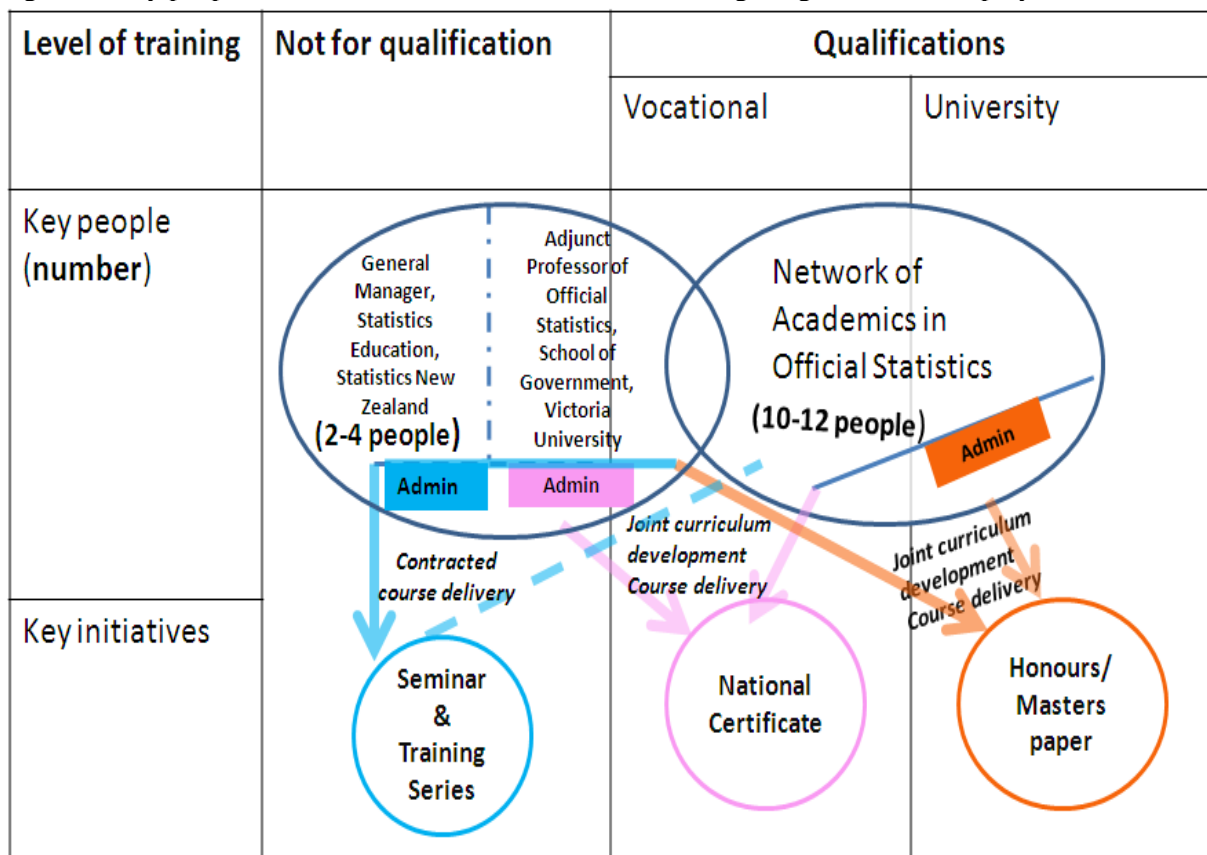 Level of training
Not for qualification
Qualifications
Vocational
University
Key people
(number)
General
Manager,
Statistics
Education,
Statistics New
Zealand
(2-4 people)
Adjunct
Professor of
Official
Statistics,
School of
Government,
Victoria
University
Network of
Academics in
Official Statistics
(10-12 people)
Admin
Admin
Admin
Contracted
course delivery
Joint curriculum
development
Course delivery
Joint curriculum
development
Course delivery
Key initiatives
Seminar
&
Training
Series
National
Certificate
Honours/
Masters
paper